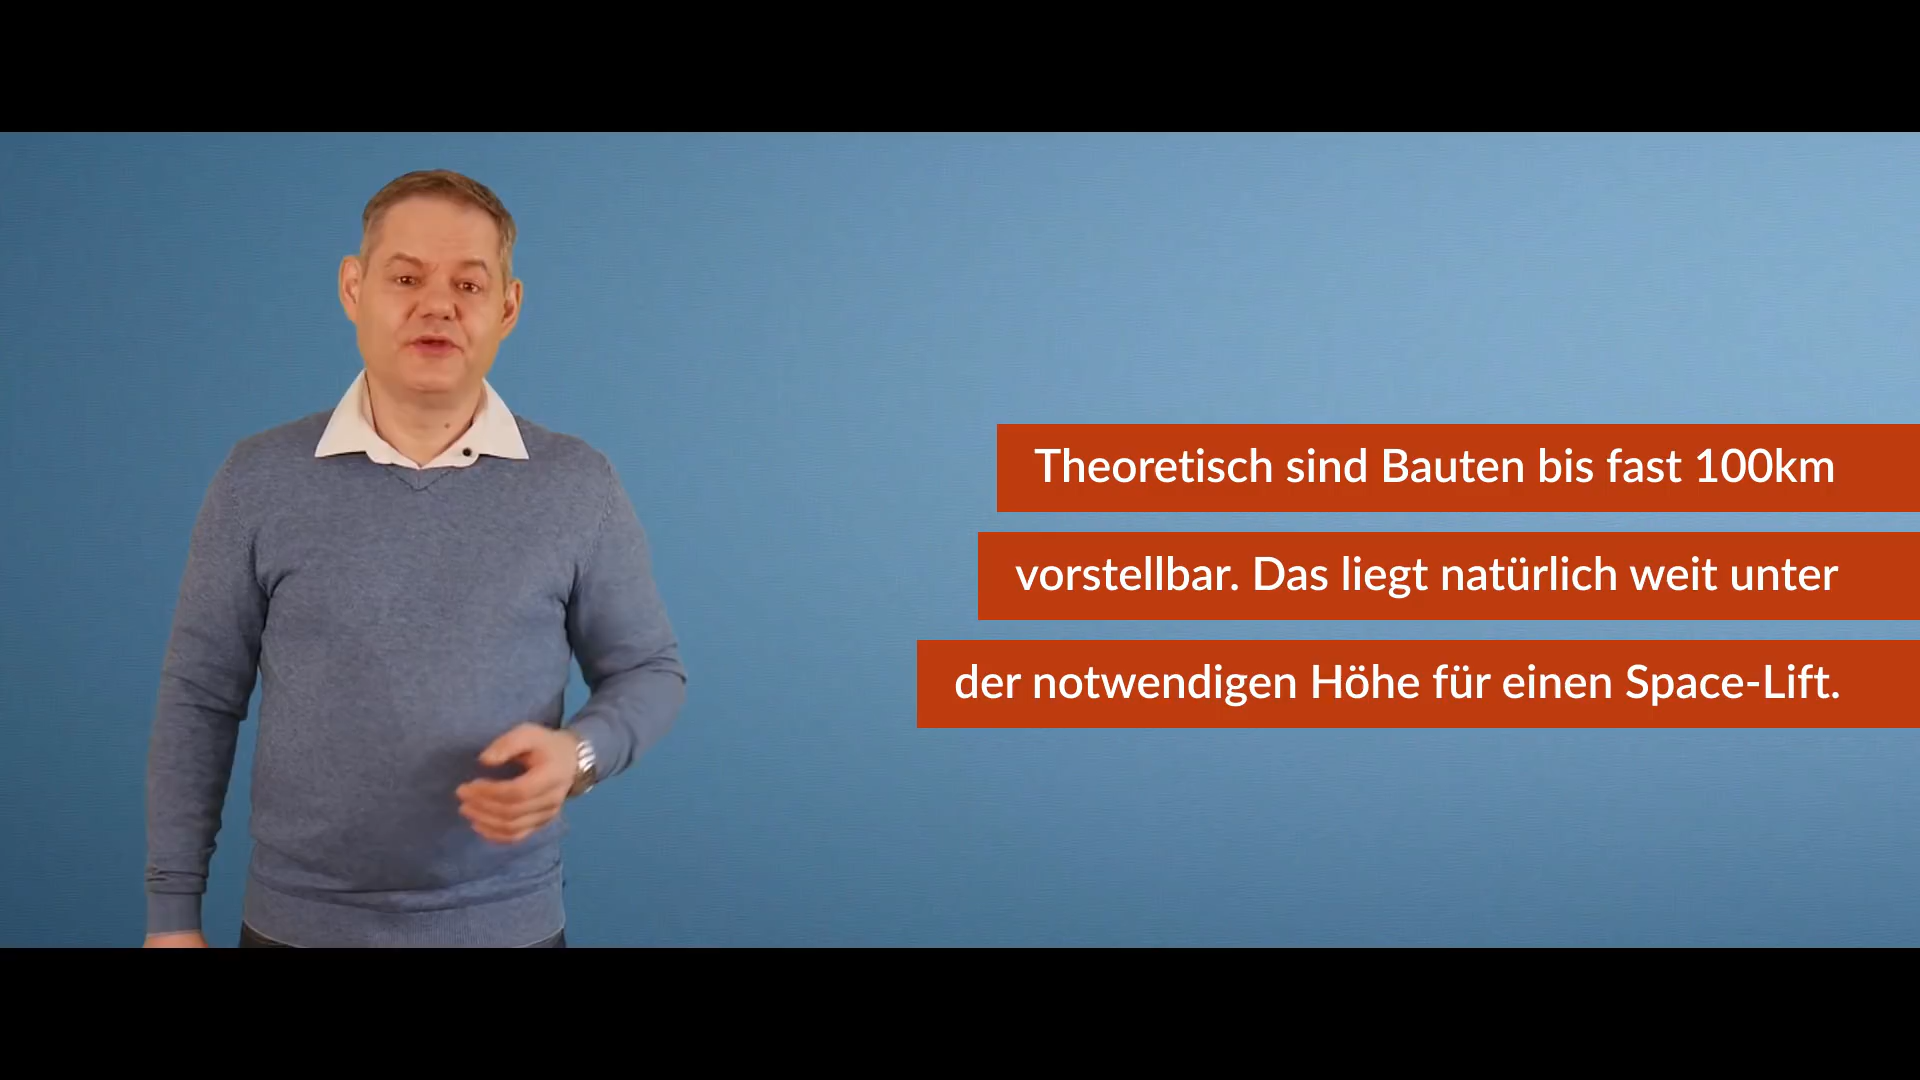 Theoretisch sind Bauten bis fast 100km
vorstellbar. Das liegt natürlich weit unter
der notwendigen Höhe für einen Space-Lift.